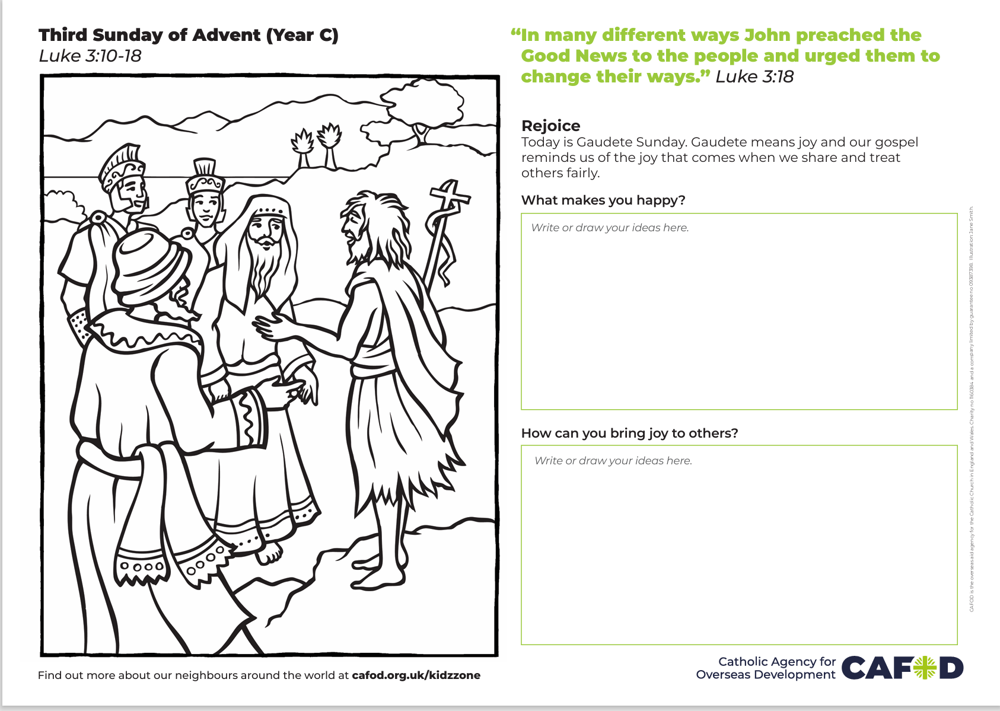 Third Sunday of Advent (Year C)
Luke 3:10-18
“In many different ways John preached the
Good News to the people and urged them to
change their ways.” Luke 3:18
Rejoice
Today is Gaudete Sunday. Gaudete means joy and our gospel
reminds us of the joy that comes when we share and treat
others fairly.
What makes you happy?
Write or draw your ideas here.
How can you bring joy to others?
Write or draw your ideas here.
CAFOD is the overseas aid agency for the Catholic Church in England and Wales. Charity no 1160384 and a company limited by guarantee no 09387398. Illustration: Jane Smith.
Find out more about our neighbours around the world at cafod.org.uk/kidzzone
Catholic Agency for
Overseas Development
CAFOD